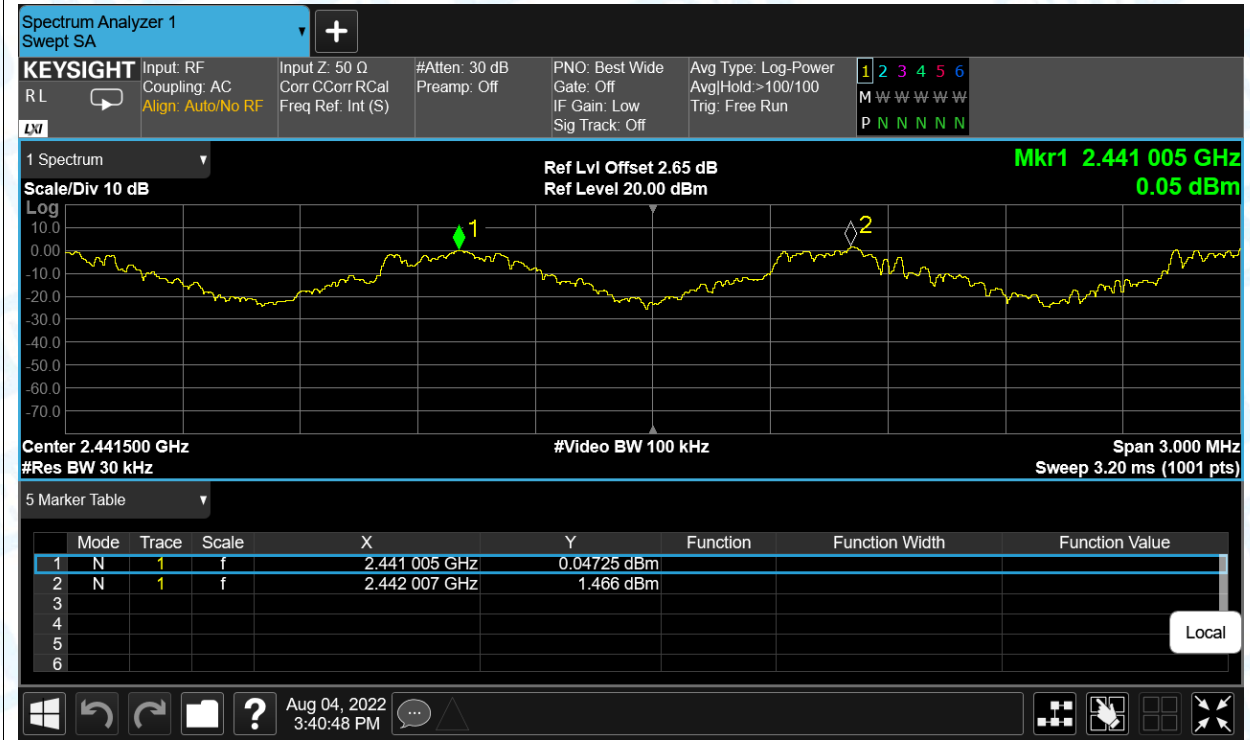 Spectrum Analyzer 1
Swept SA
+
KEYSIGHT
R L
LXI
Input: RF
Coupling: AC
Align: Auto/No RF
Input Z: 50 Ω
Corr CCorr RCal
Freq Ref: Int (S)
#Atten: 30 dB
Preamp: Off
PNO: Best Wide
Gate: Off
IF Gain: Low
Sig Track: Off
Avg Type: Log-Power
Avg|Hold:>100/100
Trig: Free Run
1 2 3 4 5 6
M W W W W W
P N N N N N
1 Spectrum
Scale/Div 10 dB
Ref Lvl Offset 2.65 dB
Ref Level 20.00 dBm
Mkr1 2.441 005 GHz
0.05 dBm
Log
10.0
0.00
-10.0
-20.0
-30.0
-40.0
-50.0
-60.0
-70.0
1
2
Center 2.441500 GHz
#Video BW 100 kHz
Span 3.000 MHz
#Res BW 30 kHz
Sweep 3.20 ms (1001 pts)
5 Marker Table
Mode Trace Scale X Y Function Function Width Function Value
1 N 1 f 2.441 005 GHz 0.04725 dBm
2 N 1 f 2.442 007 GHz 1.466 dBm
3
4
5
6
Local
?
Aug 04, 2022
3:40:48 PM